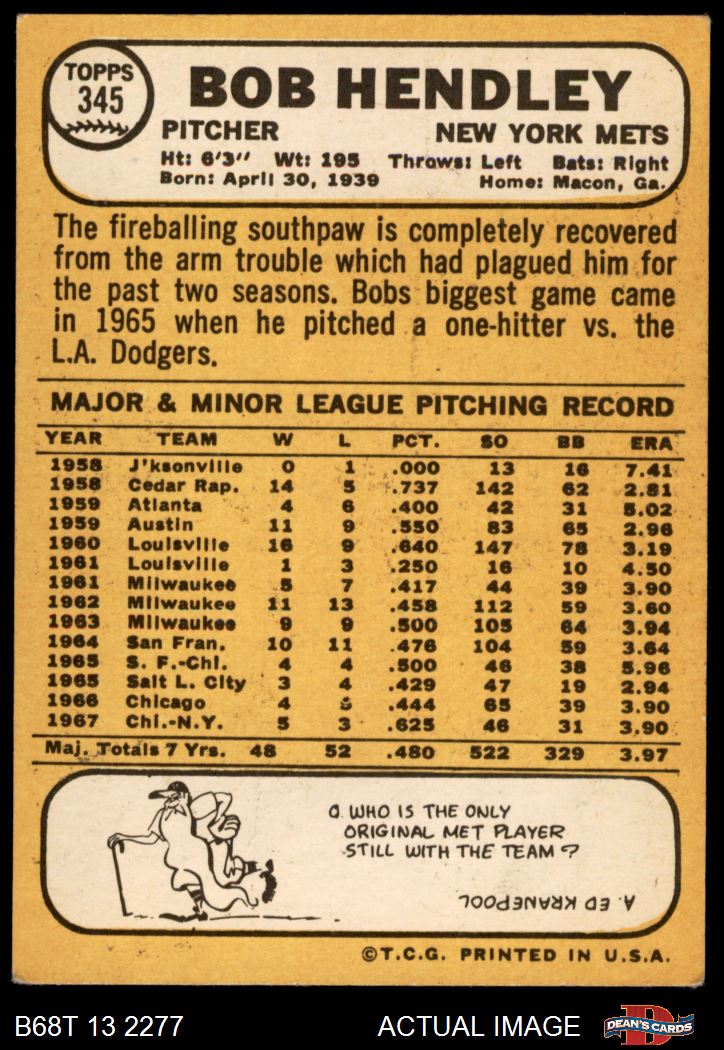 TOPPS
345
BOB HENDLEY
PITCHER NEW YORK METS
Ht: 6'3" Wt: 195 Throws: Left Bats: Right
Born: April 30, 1939 Home: Macon, Ga.
The fireballing southpaw is completely recovered
from the arm trouble which had plagued him for
the past two seasons. Bobs biggest game came
in 1965 when he pitched a one-hitter vs. the
L.A. Dodgers.
MAJOR & MINOR LEAGUE PITCHING RECORD
YEAR TEAM W L PCT. SO BB ERA
1958 J'ksonville 0 1 .000 13 16 7.41
1958 Cedar Rap. 14 5 .737 142 62 2.81
1959 Atlanta 4 6 .400 42 31 5.02
1959 Austin 11 9 .550 83 65 2.96
1960 Louisville 16 9 .640 147 78 3.19
1961 Louisville 1 3 .250 16 10 4.50
1961 Milwaukee 5 7 .417 44 39 3.90
1962 Milwaukee 11 13 .458 112 59 3.60
1963 Milwaukee 9 9 .500 105 64 3.94
1964 San Fran. 10 11 .476 104 59 3.64
1965 S. F.-Chi. 4 4 .500 46 38 5.96
1965 Salt L. City 3 4 .429 47 19 2.94
1966 Chicago 4 5 .444 65 39 3.90
1967 Chi.-N.Y. 5 3 .625 46 31 3.90
Maj. Totals 7 Yrs. 48 52 .480 522 329 3.97
Q. WHO IS THE ONLY
ORIGINAL MET PLAYER
STILL WITH THE TEAM?
A. ED KRANEPOOL
©T.C.G. PRINTED IN U.S.A.
B68T 13 2277 ACTUAL IMAGE D DEAN'S CARDS